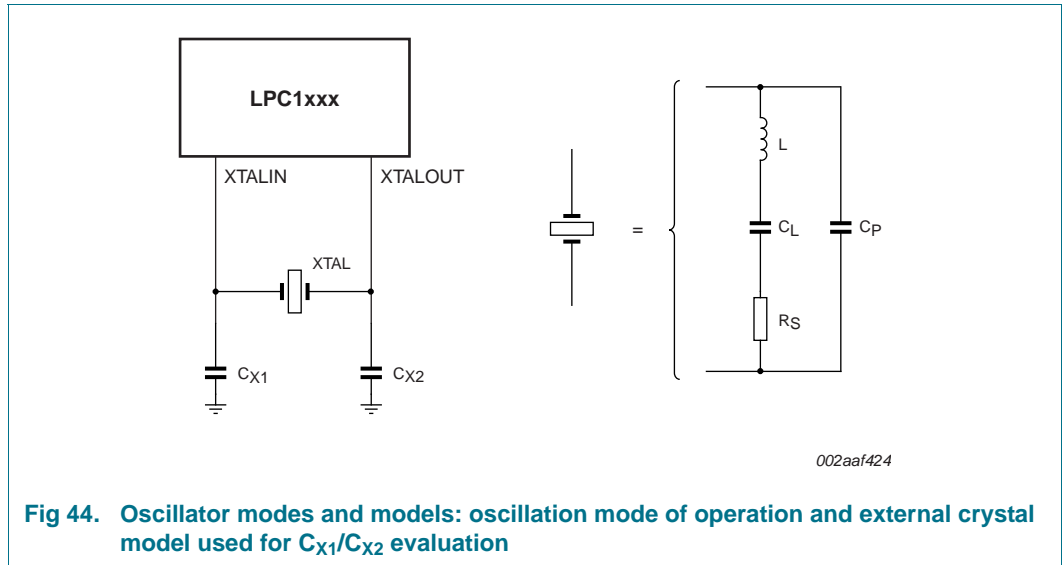 LPC1xxx
XTALIN
XTALOUT
XTAL
CX1
CX2
=
L
CL
CP
RS
002aaf424
Fig 44. Oscillator modes and models: oscillation mode of operation and external crystal
model used for CX1/CX2 evaluation